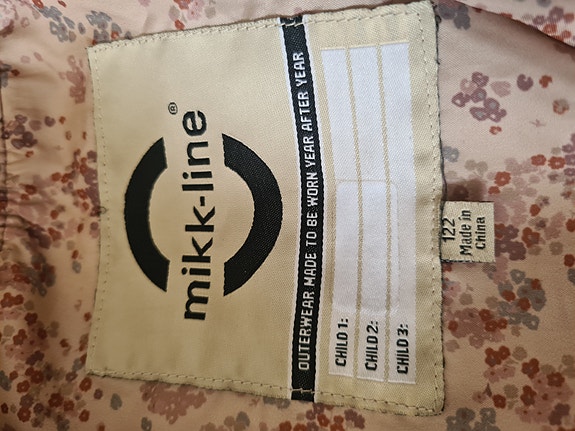 mikk-line®
OUTERWEAR MADE TO BE WORN YEAR AFTER YEAR
CHILD 1:
CHILD 2:
CHILD 3:
122
Made in
China